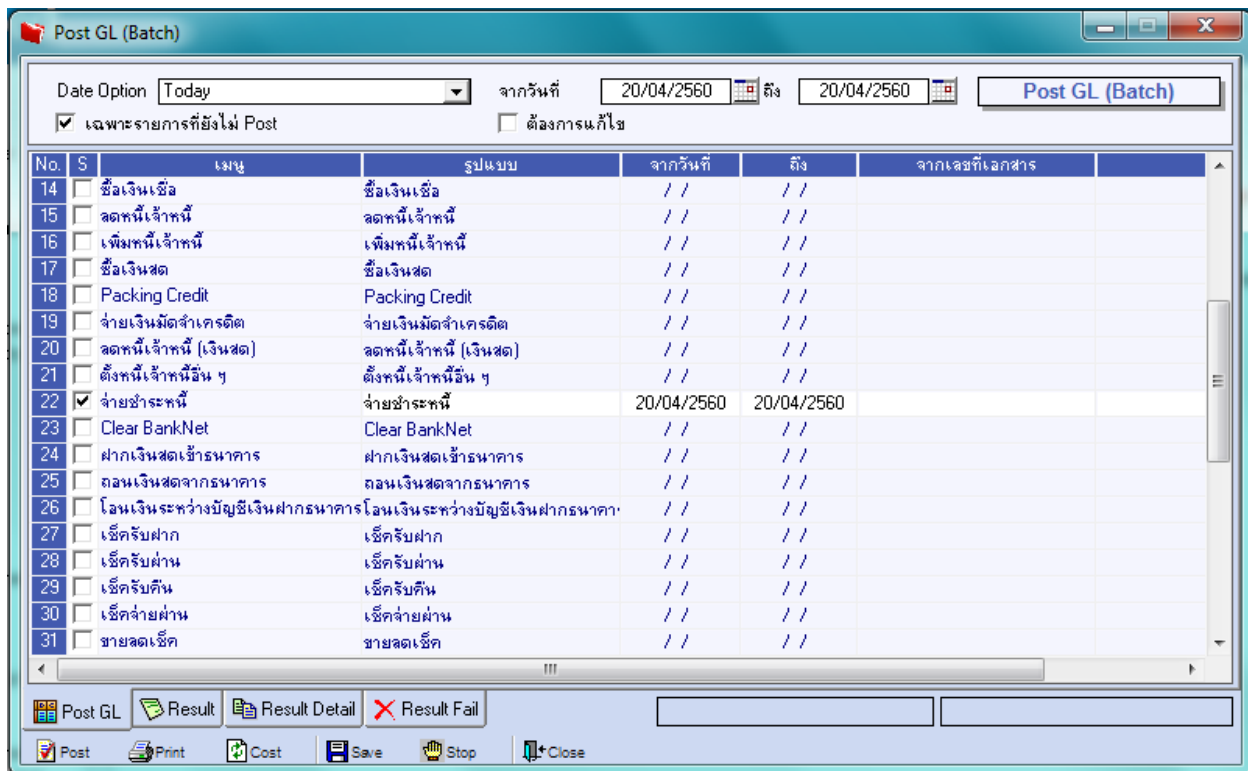 Post GL (Batch)
Date Option Today จากวันที่ 20/04/2560 ถึง 20/04/2560 Post GL (Batch)
เฉพาะรายการที่ยังไม่ Post ต้องการแก้ไข
No. S เมนู รูปแบบ จากวันที่ ถึง จากเลขที่เอกสาร
14 ซื้อเงินเชื่อ ซื้อเงินเชื่อ / / / /
15 ลดหนี้เจ้าหนี้ ลดหนี้เจ้าหนี้ / / / /
16 เพิ่มหนี้เจ้าหนี้ เพิ่มหนี้เจ้าหนี้ / / / /
17 ซื้อเงินสด ซื้อเงินสด / / / /
18 Packing Credit Packing Credit / / / /
19 จ่ายเงินมัดจำเครดิต จ่ายเงินมัดจำเครดิต / / / /
20 ลดหนี้เจ้าหนี้ (เงินสด) ลดหนี้เจ้าหนี้ (เงินสด) / / / /
21 ตั้งหนี้เจ้าหนี้อื่น ๆ ตั้งหนี้เจ้าหนี้อื่น ๆ / / / /
22 จ่ายชำระหนี้ จ่ายชำระหนี้ 20/04/2560 20/04/2560
23 Clear BankNet Clear BankNet / / / /
24 ฝากเงินสดเข้าธนาคาร ฝากเงินสดเข้าธนาคาร / / / /
25 ถอนเงินสดจากธนาคาร ถอนเงินสดจากธนาคาร / / / /
26 โอนเงินระหว่างบัญชีเงินฝากธนาคาร โอนเงินระหว่างบัญชีเงินฝากธนาคา / / / /
27 เช็ครับฝาก เช็ครับฝาก / / / /
28 เช็ครับผ่าน เช็ครับผ่าน / / / /
29 เช็ครับคืน เช็ครับคืน / / / /
30 เช็คจ่ายผ่าน เช็คจ่ายผ่าน / / / /
31 ขายลดเช็ค ขายลดเช็ค / / / /
Post GL Result Result Detail Result Fail
Post Print Cost Save Stop Close